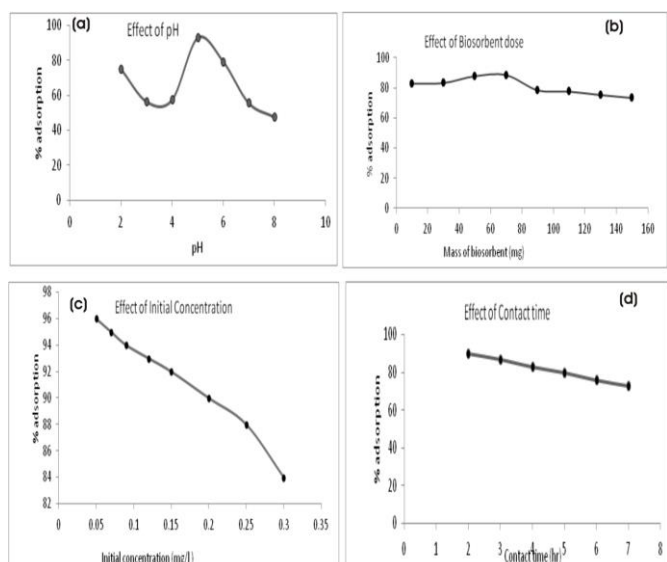 (a)
Effect of pH
100
80
60
40
20
0
0 2 4 6 8 10
% adsorption
pH
(b)
Effect of Biosorbent dose
100
80
60
40
20
0
0 20 40 60 80 100 120 140 160
% adsorption
Mass of biosorbent (mg)
(c)
Effect of Initial Concentration
98
96
94
92
90
88
86
84
82
0 0.05 0.1 0.15 0.2 0.25 0.3 0.35
% adsorption
Initial concentration (mg/L)
(d)
Effect of Contact time
100
80
60
40
20
0
0 1 2 3 4 5 6 7 8
% adsorption
Contact time (hr)